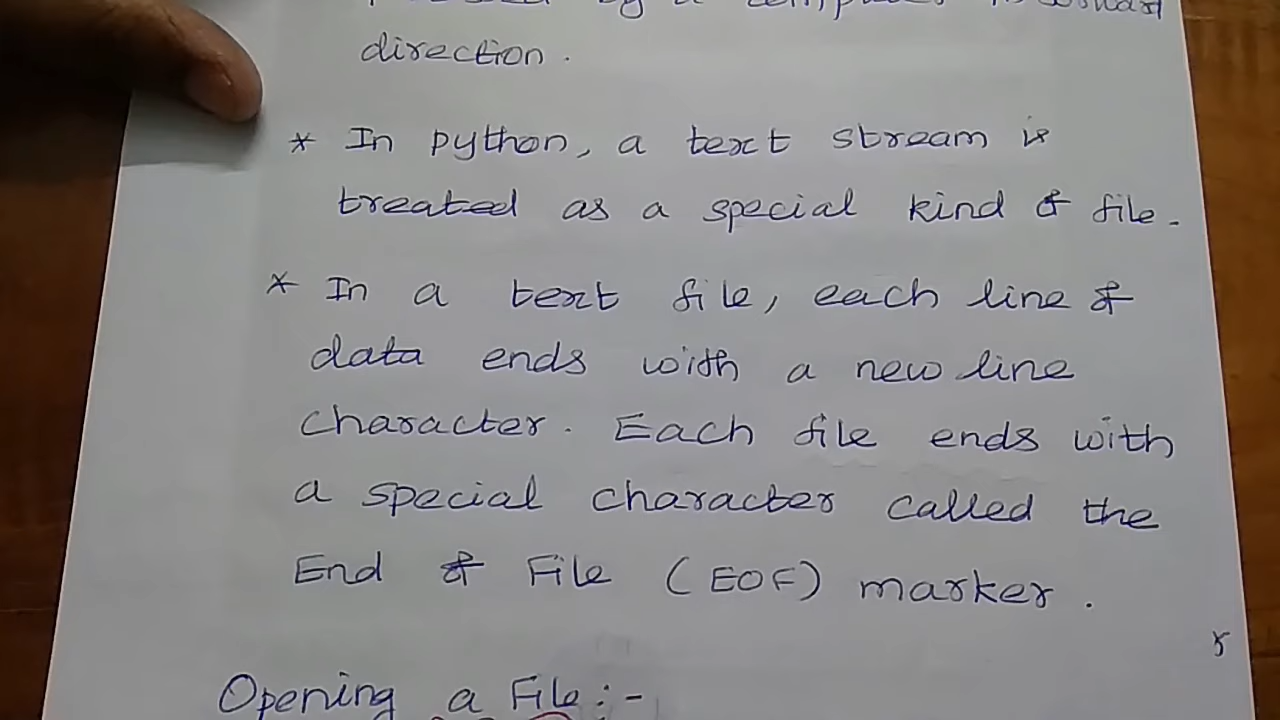 by a
direction.
* In python, a text stream is
treated as a special kind of file.
* In a text file, each line of
data ends with a new line
character. Each file ends with
a special character called the
End of File (EOF) marker.
Opening a File:-